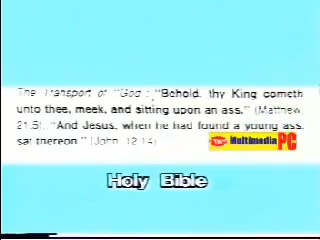 The Transport of "God": "Behold, thy King cometh
unto thee, meek, and sitting upon an ass." (Matthew,
21:5). "And Jesus, when he had found a young ass,
sat thereon." (John, 12:14)
Multimedia PC
Holy Bible